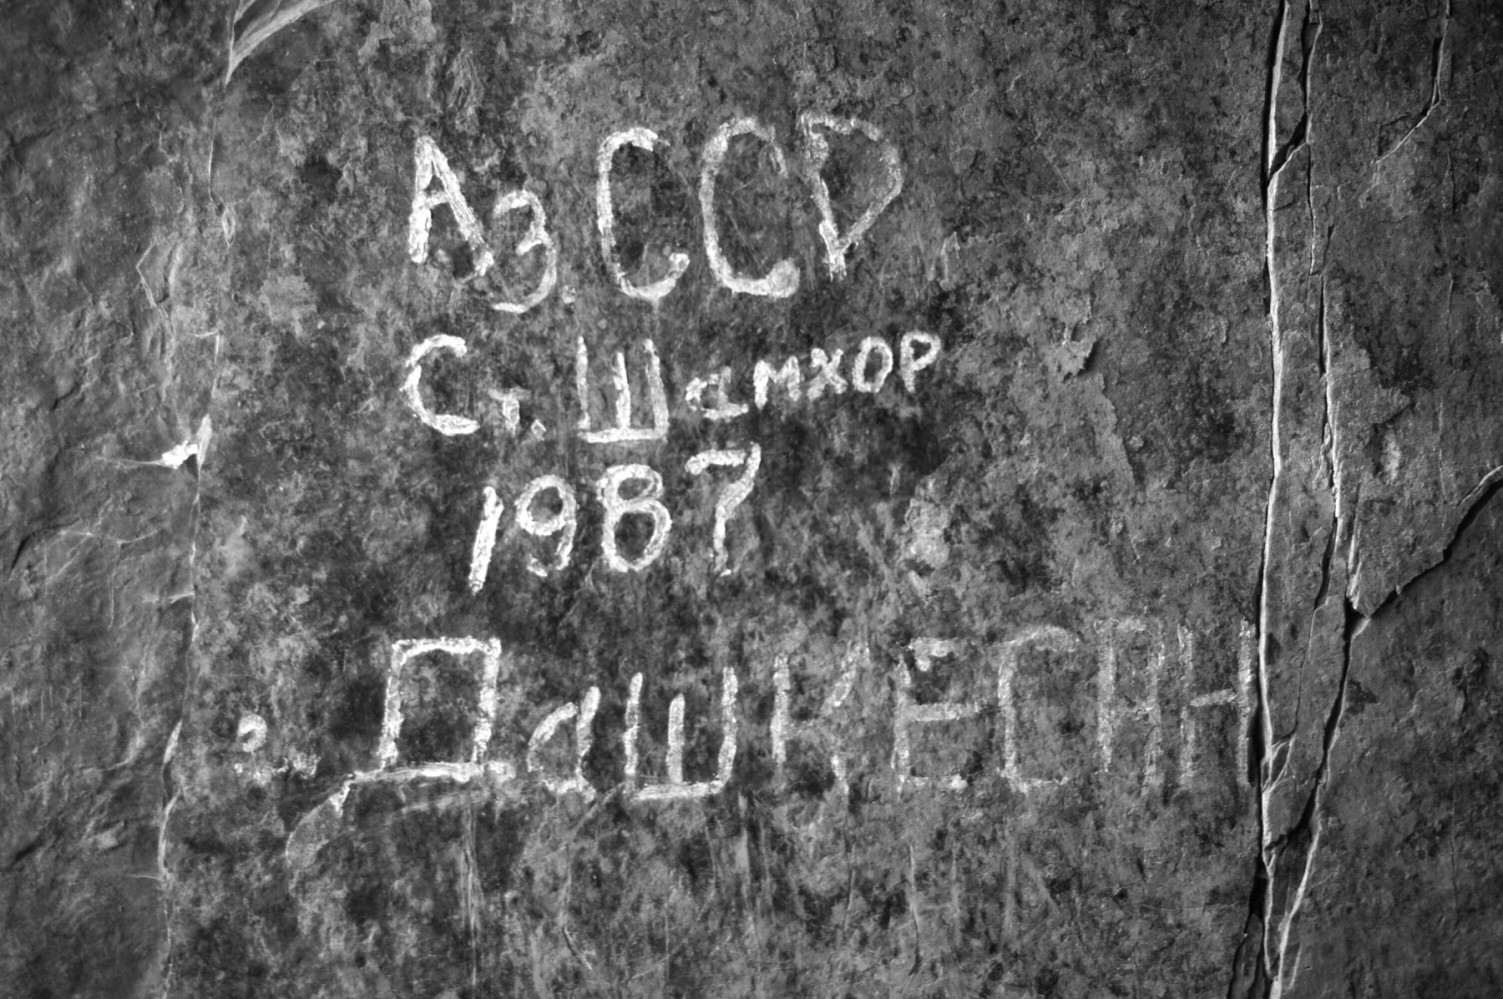 Аз.ССР
Ст. Шамхор
1987
г. Дашкесан